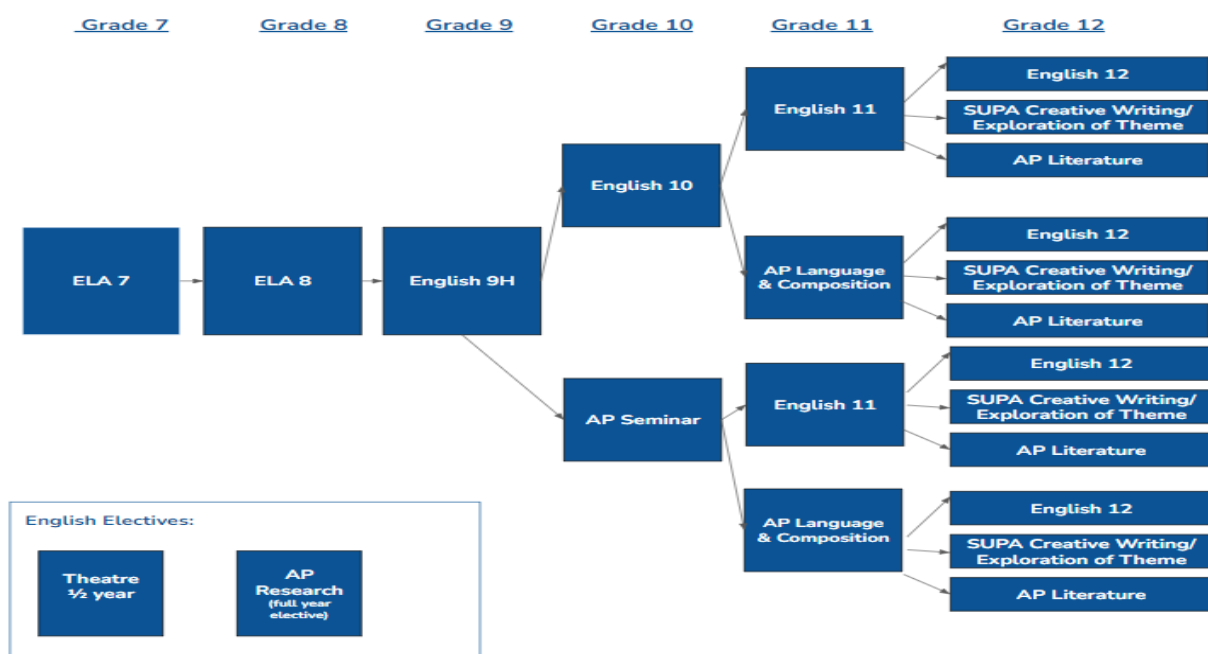 Grade 7
Grade 8
Grade 9
Grade 10
Grade 11
Grade 12
ELA 7
ELA 8
English 9H
English 10
AP Seminar
English 11
AP Language
& Composition
English 11
AP Language
& Composition
English 12
SUPA Creative Writing/
Exploration of Theme
AP Literature
English 12
SUPA Creative Writing/
Exploration of Theme
AP Literature
English 12
SUPA Creative Writing/
Exploration of Theme
AP Literature
English 12
SUPA Creative Writing/
Exploration of Theme
AP Literature
English Electives:
Theatre
½ year
AP
Research
(full year
elective)